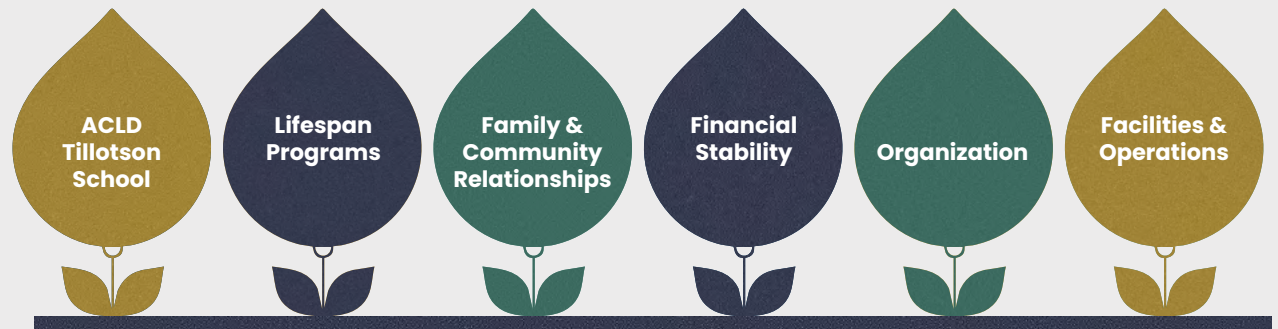 ACLD
Tillotson
School
Lifespan
Programs
Family &
Community
Relationships
Financial
Stability
Organization
Facilities &
Operations